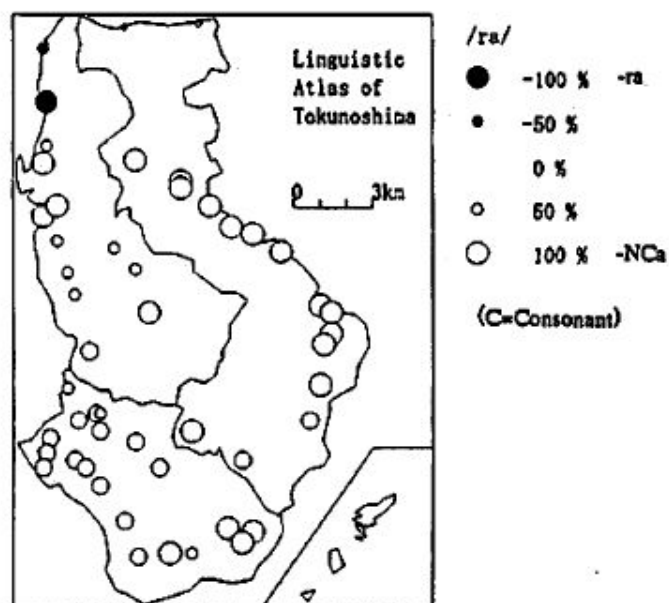 Linguistic
Atlas of
Tokunoshima
0 3km
/ra/
-100 % -ra
-50 %
0 %
50 %
100 % -NCa
(C=Consonant)